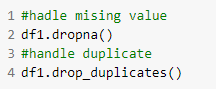 1 #hadle mising value
2 df1.dropna()
3 #handle duplicate
4 df1.drop_duplicates()